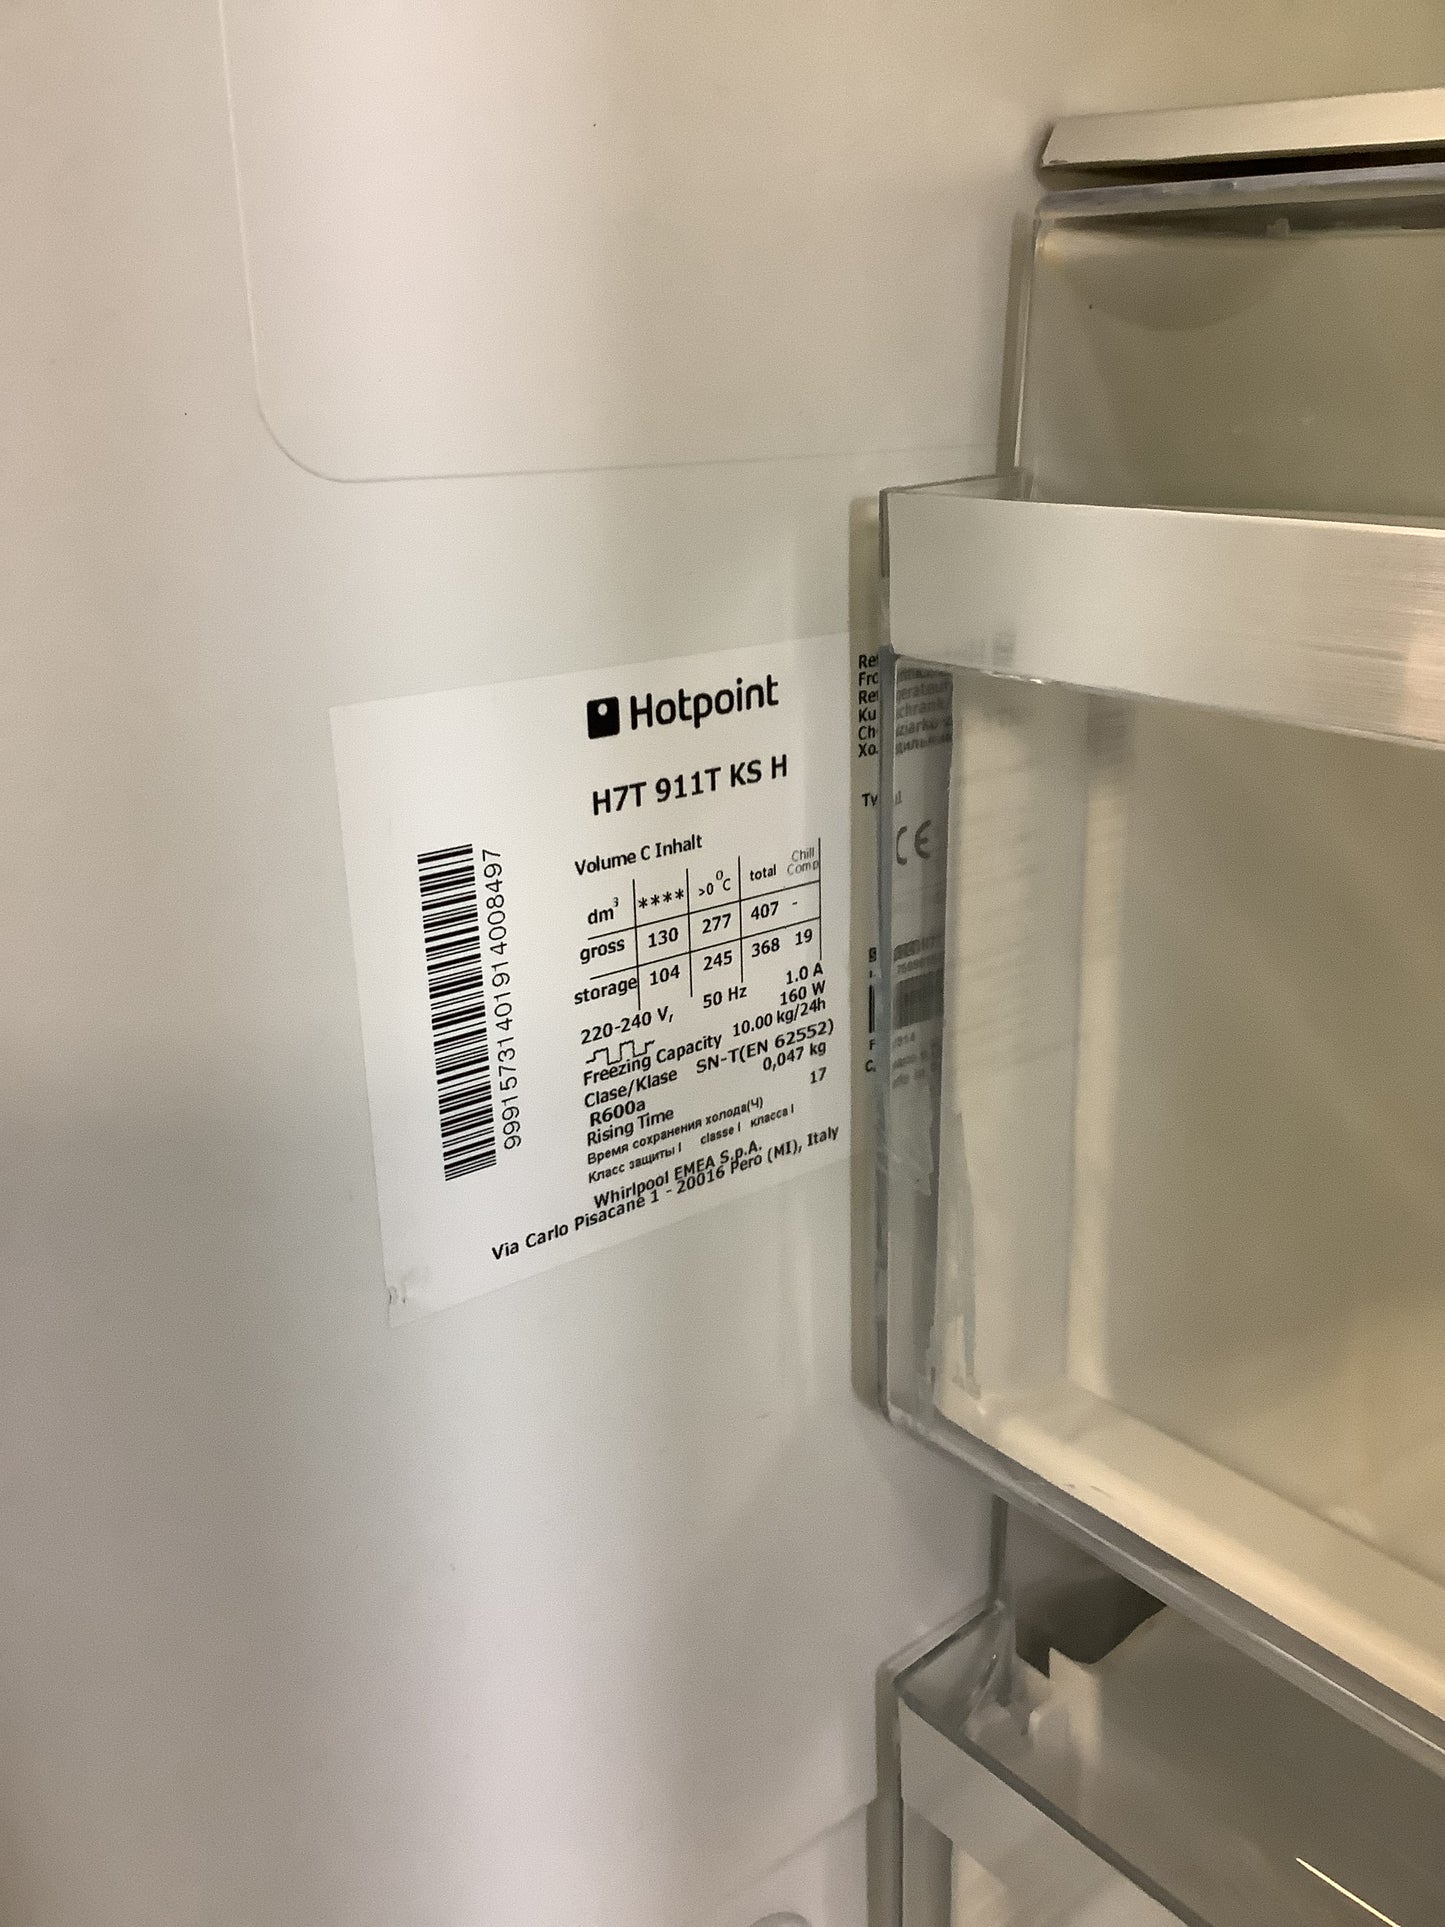 Hotpoint
H7T 911T KS H
Volume C Inhalt
dm³ **** >0°C total Chill Comp
gross 130 277 407 -
storage 104 245 368 19
220-240 V, 50 Hz 1.0 A
160 W
Freezing Capacity 10.00 kg/24h
Clase/Klase SN-T(EN 62552)
R600a 0,047 kg
Rising Time 17
Время сохранения холода(Ч)
Класс защиты I classe I класса I
Whirlpool EMEA S.p.A.
Via Carlo Pisacane 1 - 20016 Pero (MI), Italy
99915731401914008497
CE